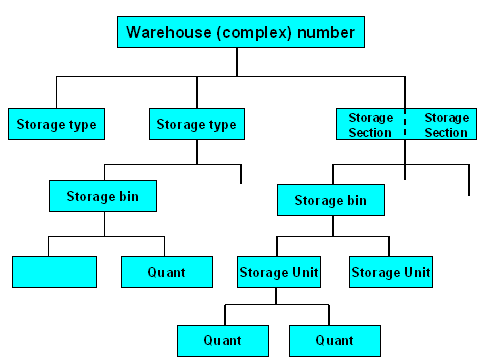 Warehouse (complex) number
Storage type
Storage type
Storage Section
Storage Section
Storage bin
Storage bin
Quant
Storage Unit
Storage Unit
Quant
Quant